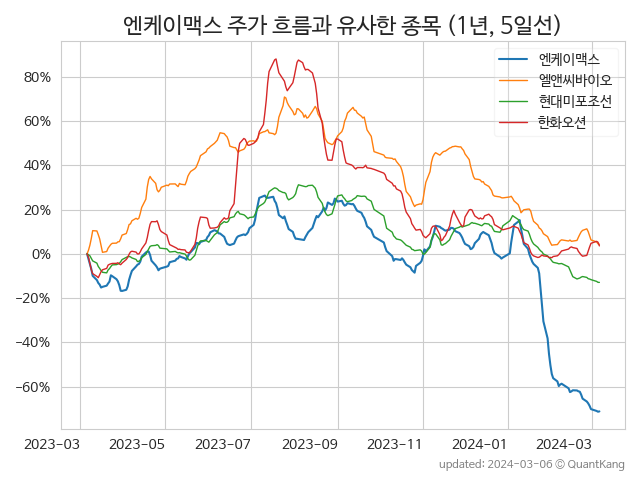 엔케이맥스 주가 흐름과 유사한 종목 (1년, 5일선)
엔케이맥스
엘앤씨바이오
현대미포조선
한화오션
80%
60%
40%
20%
0%
−20%
−40%
−60%
2023−03
2023−05
2023−07
2023−09
2023−11
2024−01
2024−03
updated: 2024-03-06 © QuantKang